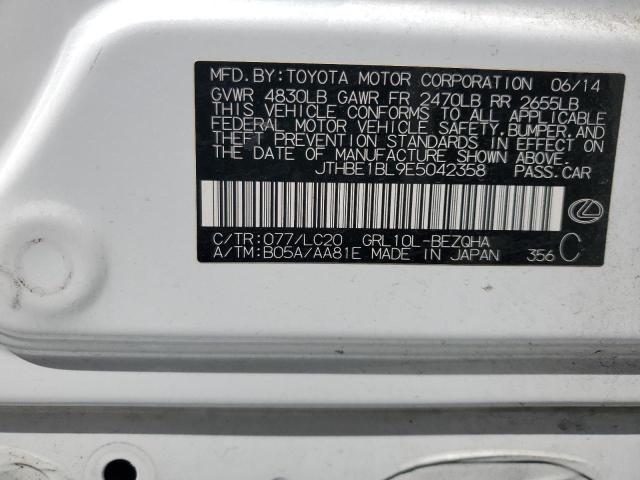 MFD.BY:TOYOTA MOTOR CORPORATION 06/14
GVWR 4830LB GAWR FR 2470LB RR 2655LB
THIS VEHICLE CONFORMS TO ALL APPLICABLE
FEDERAL MOTOR VEHICLE SAFETY,BUMPER,AND
THEFT PREVENTION STANDARDS IN EFFECT ON
THE DATE OF MANUFACTURE SHOWN ABOVE.
JTHBE1BL9E5042358 PASS.CAR
C/TR:077/LC20 GRL10L-BEZQHA
A/TM:B05A/AA81E MADE IN JAPAN 356 C